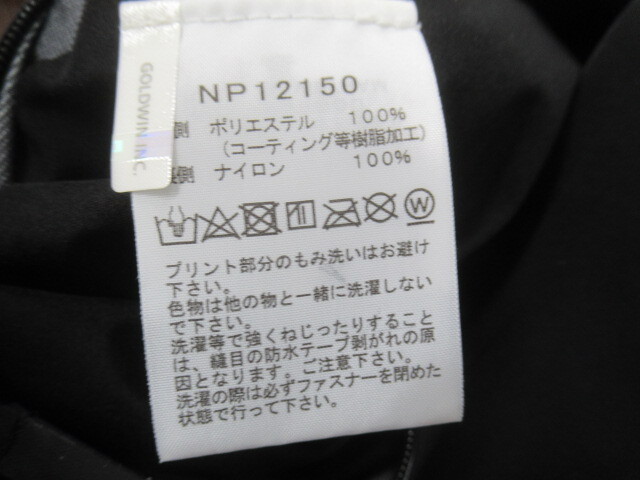 GOLDWIN INC.
NP12150
側 ポリエステル 100%
(コーティング等樹脂加工)
側 ナイロン 100%
W
プリント部分のもみ洗いはお避け
下さい。
色物は他の物と一緒に洗濯しない
で下さい。
洗濯等で強くねじったりすること
は、縫目の防水テープ剥がれの原
因となります。ご注意下さい。
洗濯の際は必ずファスナーを閉めた
状態で行って下さい。